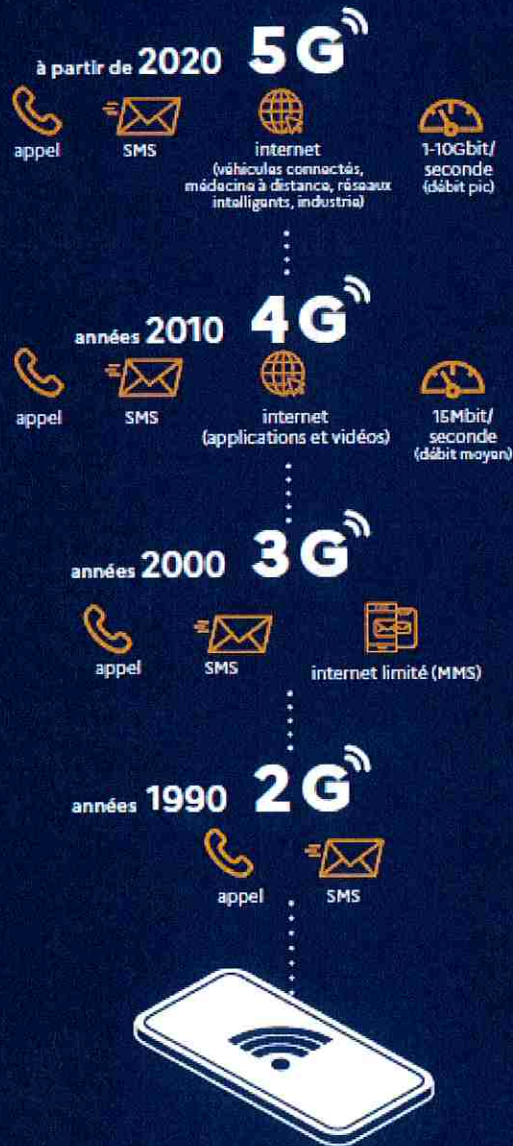 à partir de 2020 5G
appel
SMS
internet
(véhicules connectés,
médecine à distance, réseaux
intelligents, industrie)
1-10Gbit/
seconde
(débit pic)
années 2010 4G
appel
SMS
internet
(applications et vidéos)
15Mbit/
seconde
(débit moyen)
années 2000 3G
appel
SMS
internet limité (MMS)
années 1990 2G
appel
SMS